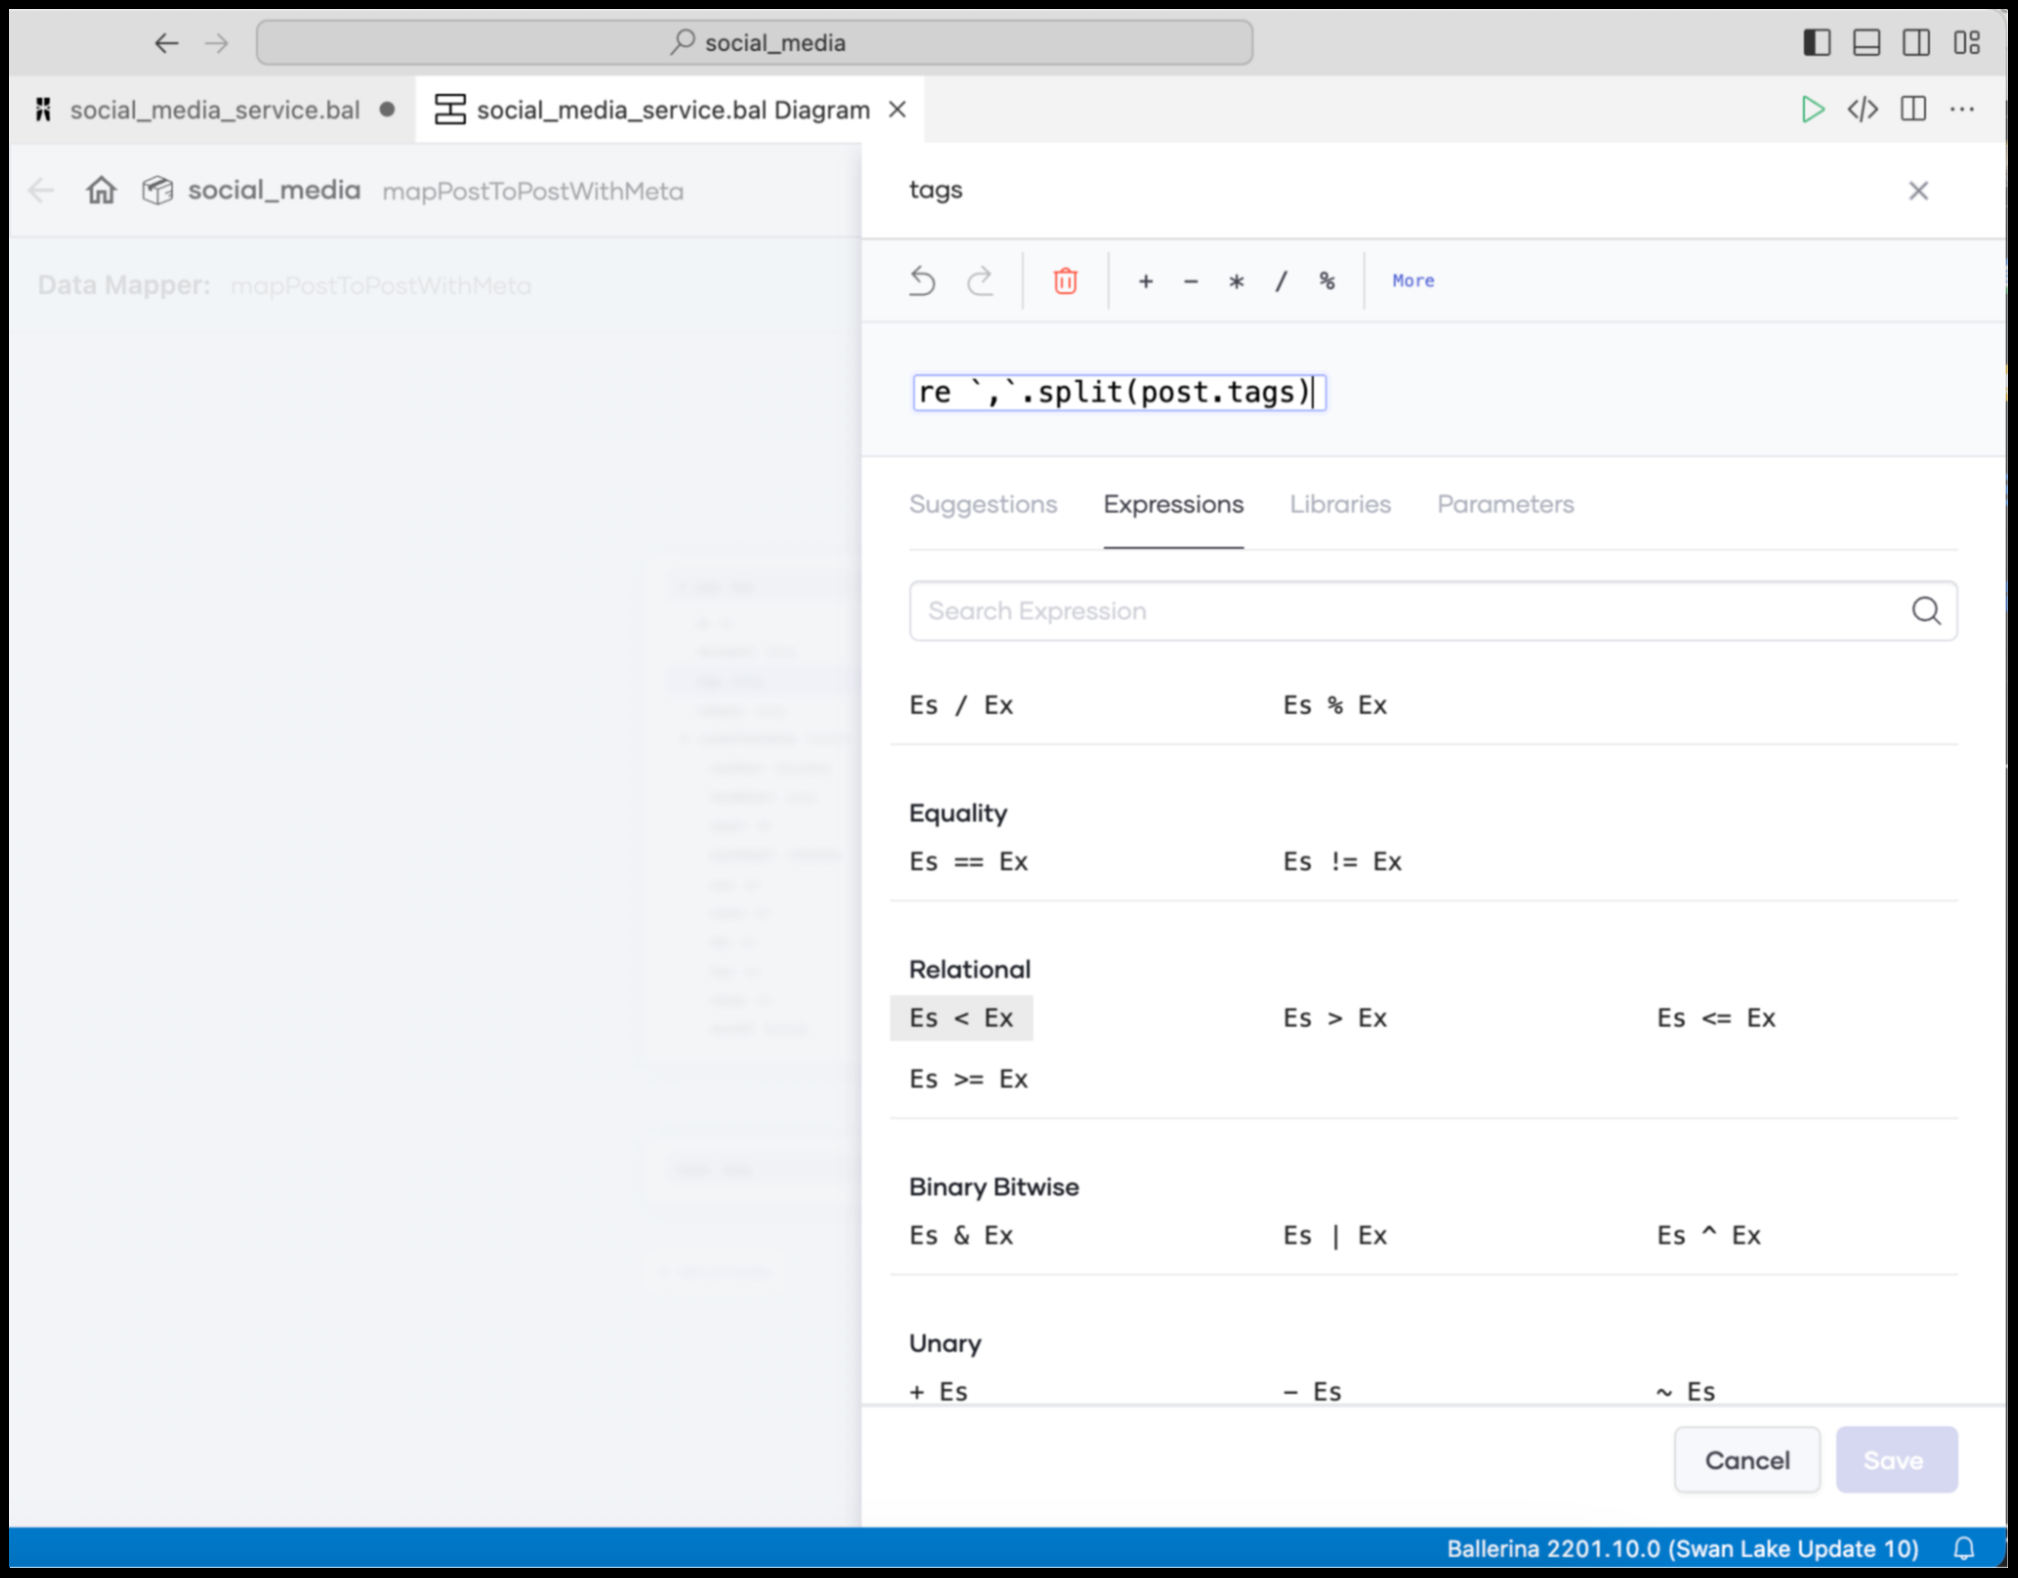 social_media
social_media_service.bal
social_media_service.bal Diagram
social_media mapPostToPostWithMeta
Data Mapper: mapPostToPostWithMeta
tags
+ - * / % More
re `,`.split(post.tags)
Suggestions Expressions Libraries Parameters
Search Expression
Es / Ex Es % Ex
Equality
Es == Ex Es != Ex
Relational
Es < Ex Es > Ex Es <= Ex
Es >= Ex
Binary Bitwise
Es & Ex Es | Ex Es ^ Ex
Unary
+ Es - Es ~ Es
Cancel Save
Ballerina 2201.10.0 (Swan Lake Update 10)